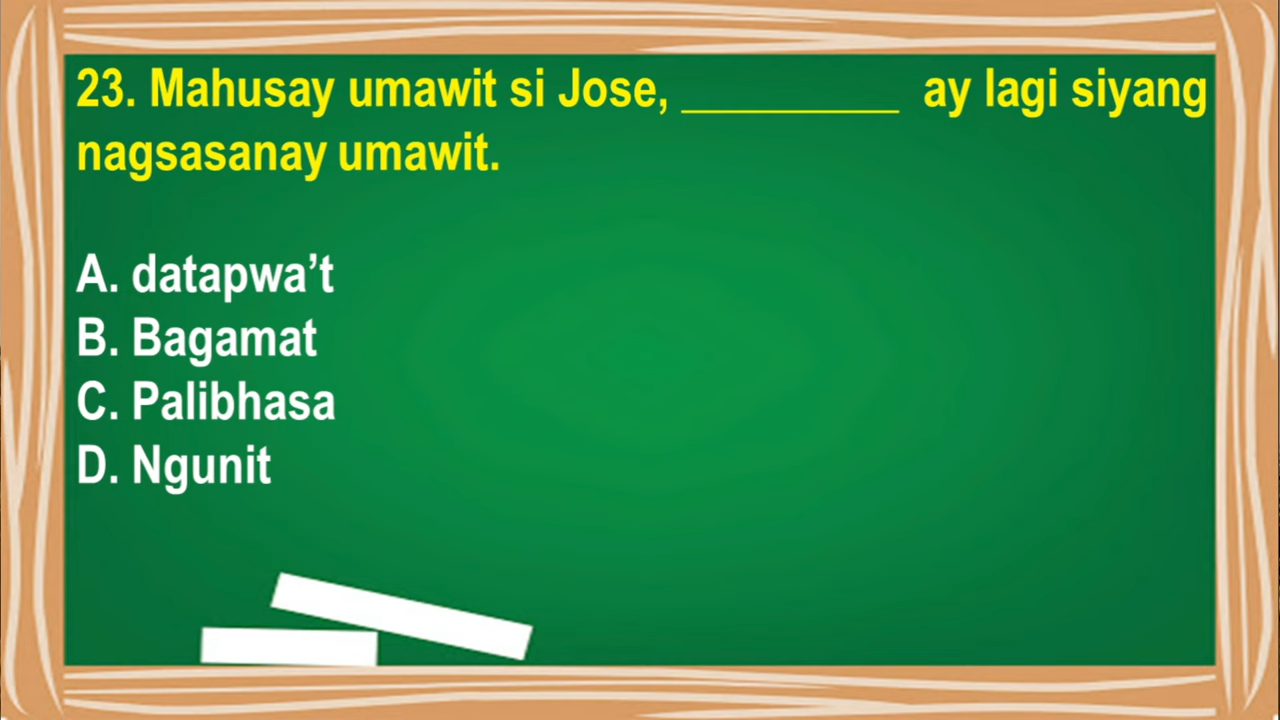 23. Mahusay umawit si Jose, __________ ay lagi siyang
nagsasanay umawit.
A. datapwa’t
B. Bagamat
C. Palibhasa
D. Ngunit